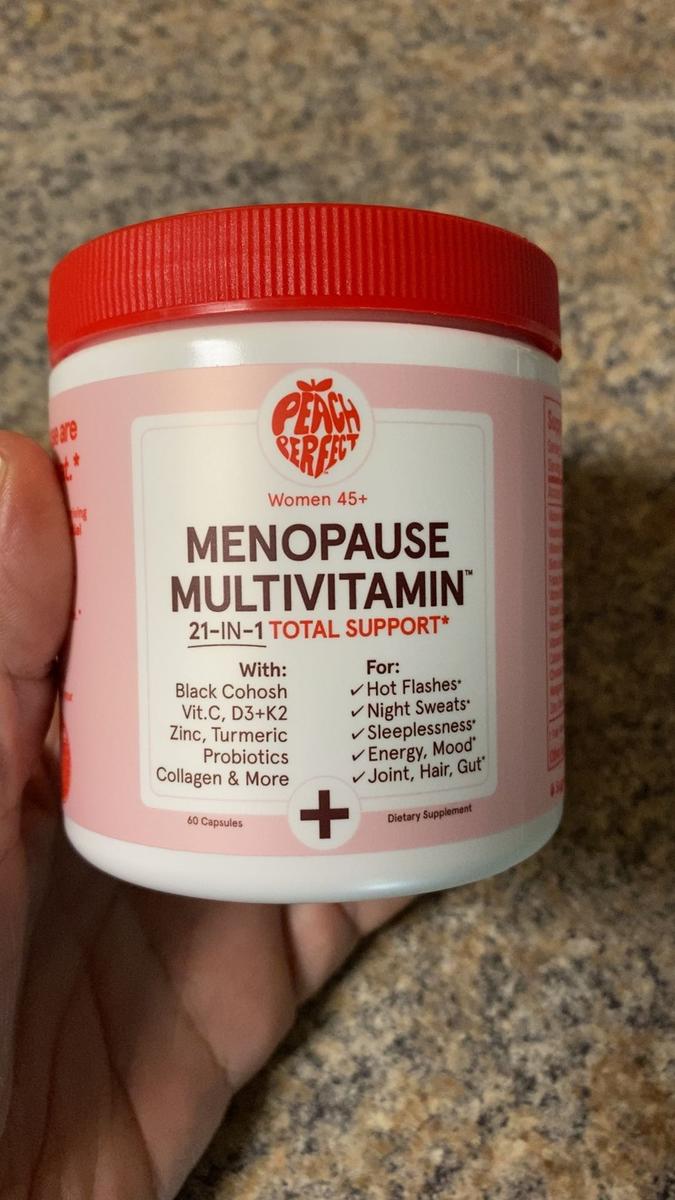 PEACH
PERFECT
Women 45+
MENOPAUSE
MULTIVITAMIN™
21-IN-1 TOTAL SUPPORT*
With:
Black Cohosh
Vit.C, D3+K2
Zinc, Turmeric
Probiotics
Collagen & More
For:
✓Hot Flashes*
✓Night Sweats*
✓Sleeplessness*
✓Energy, Mood*
✓Joint, Hair, Gut*
60 Capsules
Dietary Supplement